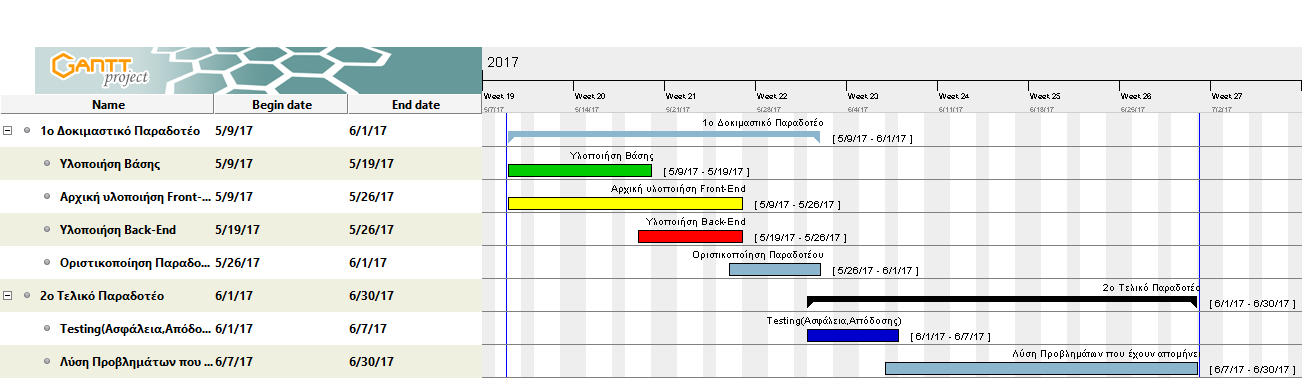 GANTT
project
2017
Name Begin date End date
Week 19 Week 20 Week 21 Week 22 Week 23 Week 24 Week 25 Week 26 Week 27
5/7/17 5/14/17 5/21/17 5/28/17 6/4/17 6/11/17 6/18/17 6/25/17 7/2/17
1ο Δοκιμαστικό Παραδοτέο 5/9/17 6/1/17
1ο Δοκιμαστικό Παραδοτέο
[ 5/9/17 - 6/1/17 ]
Υλοποιήση Βάσης 5/9/17 5/19/17
Υλοποιήση Βάσης
[ 5/9/17 - 5/19/17 ]
Αρχική υλοποιήση Front-... 5/9/17 5/26/17
Αρχική υλοποιήση Front-End
[ 5/9/17 - 5/26/17 ]
Υλοποιήση Back-End 5/19/17 5/26/17
Υλοποιήση Back-End
[ 5/19/17 - 5/26/17 ]
Οριστικοποίηση Παραδο... 5/26/17 6/1/17
Οριστικοποίηση Παραδοτέου
[ 5/26/17 - 6/1/17 ]
2ο Τελικό Παραδοτέο 6/1/17 6/30/17
2ο Τελικό Παραδοτέο
[ 6/1/17 - 6/30/17 ]
Testing(Ασφάλεια,Απόδο... 6/1/17 6/7/17
Testing(Ασφάλεια,Απόδοσης)
[ 6/1/17 - 6/7/17 ]
Λύση Προβλημάτων που ... 6/7/17 6/30/17
Λύση Προβλημάτων που έχουν απομήνε
[ 6/7/17 - 6/30/17 ]